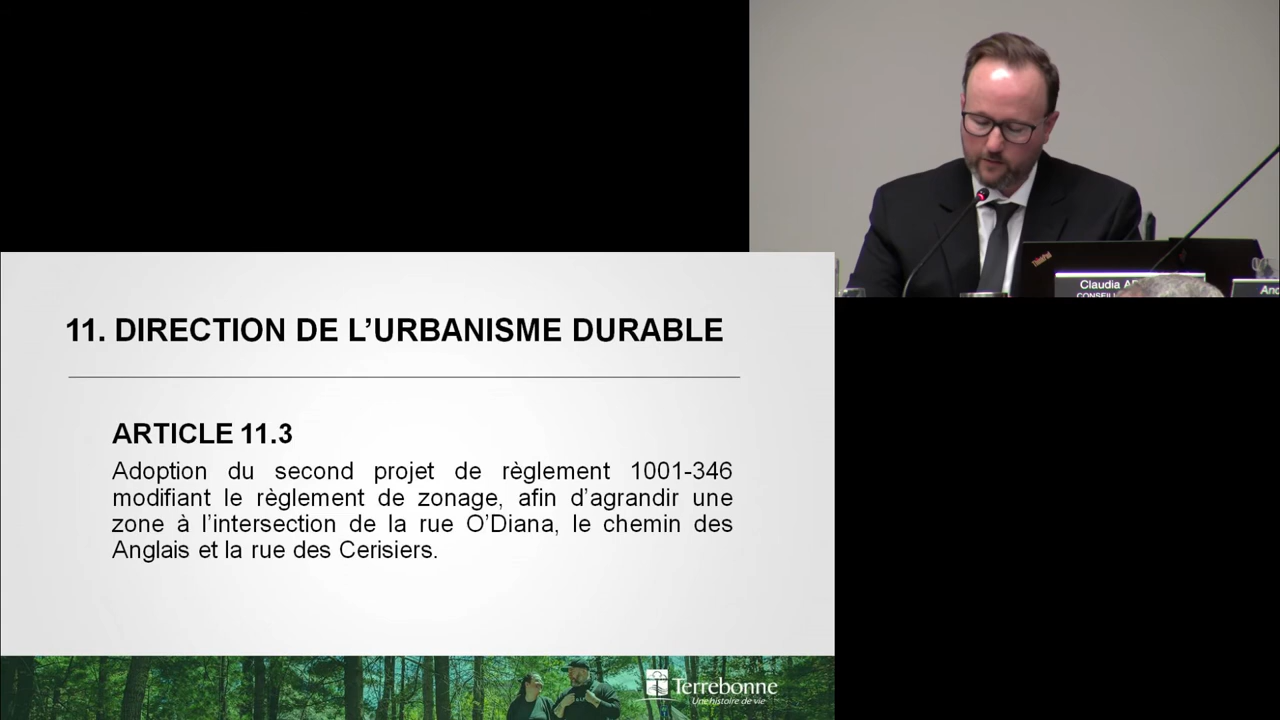 ThinkPad
Claudia
CONSEIL
11. DIRECTION DE L’URBANISME DURABLE
ARTICLE 11.3
Adoption du second projet de règlement 1001-346
modifiant le règlement de zonage, afin d’agrandir une
zone à l’intersection de la rue O’Diana, le chemin des
Anglais et la rue des Cerisiers.
Terrebonne
Une histoire de vie